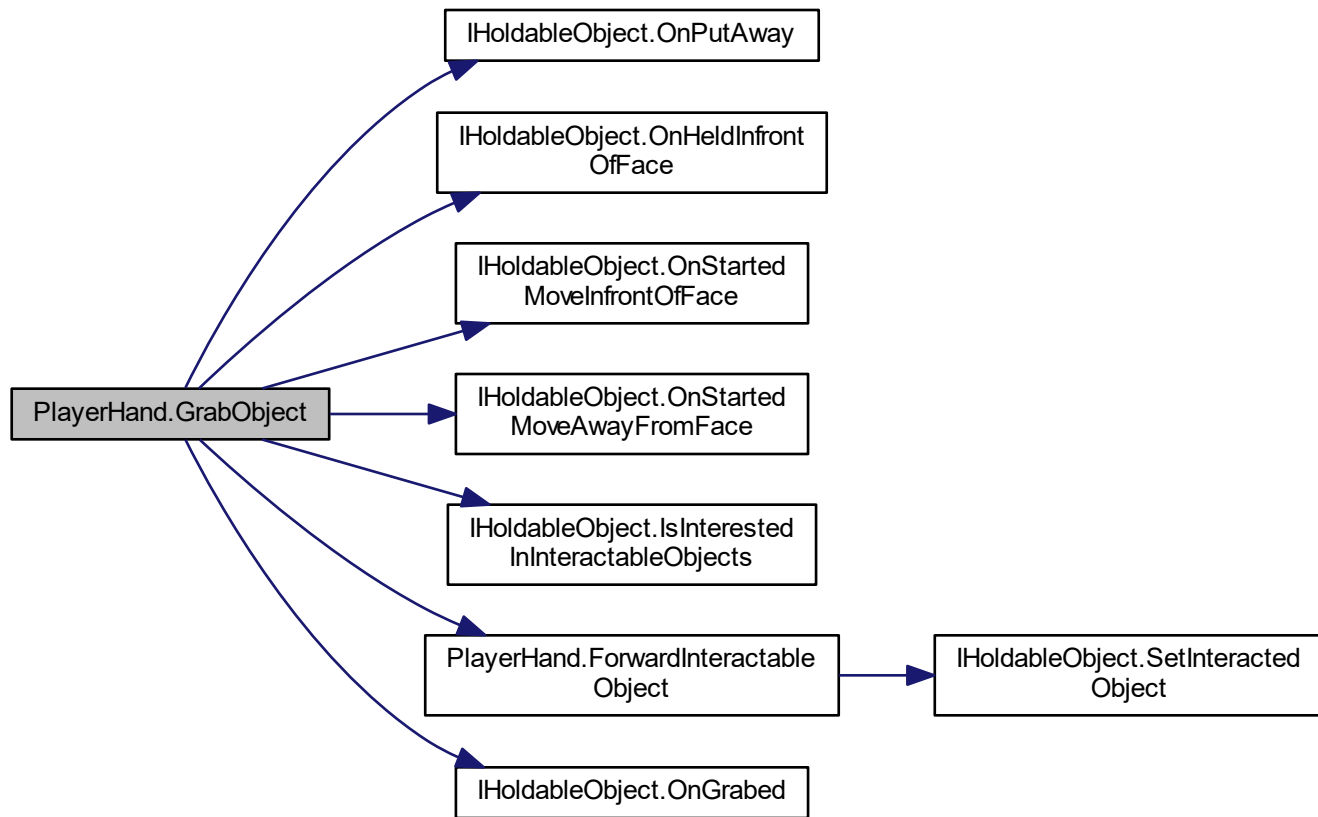 IHoldableObject.OnPutAway
IHoldableObject.OnHeldInfront
OfFace
IHoldableObject.OnStarted
MoveInfrontOfFace
PlayerHand.GrabObject
IHoldableObject.OnStarted
MoveAwayFromFace
IHoldableObject.IsInterested
InInteractableObjects
PlayerHand.ForwardInteractable
Object
IHoldableObject.SetInteracted
Object
IHoldableObject.OnGrabed